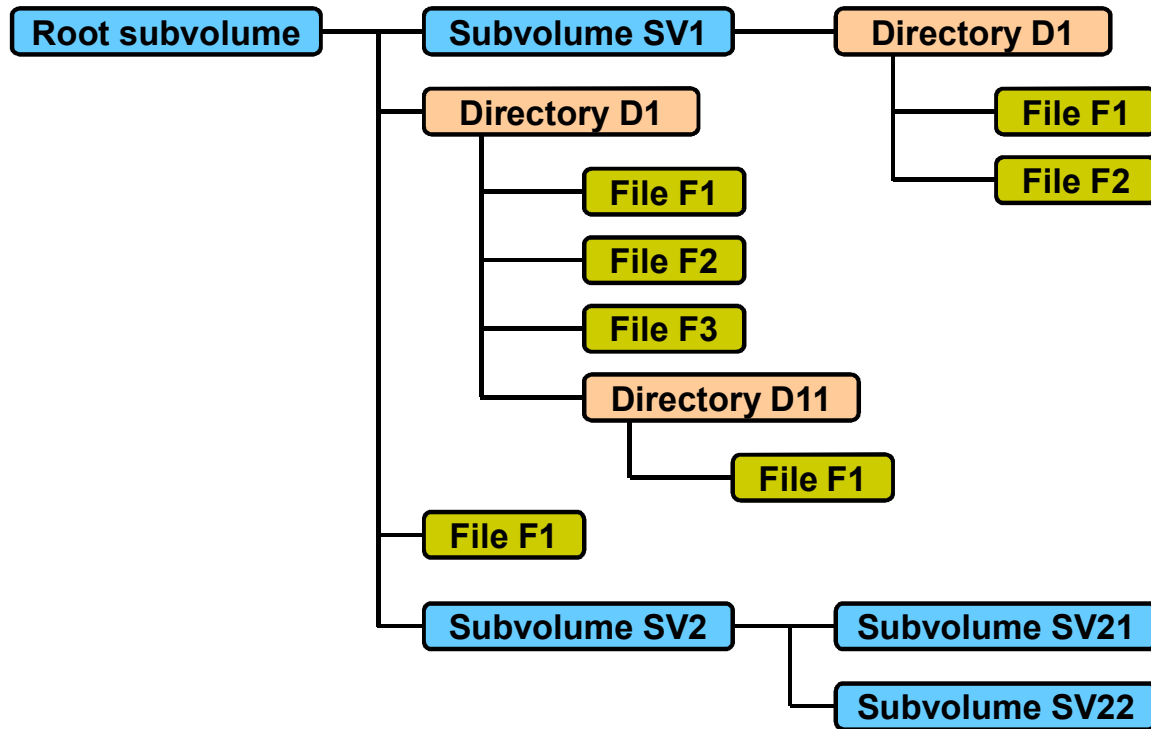 Root subvolume
Subvolume SV1
Directory D1
Directory D1
File F1
File F1
File F2
File F2
File F3
Directory D11
File F1
File F1
Subvolume SV2
Subvolume SV21
Subvolume SV22